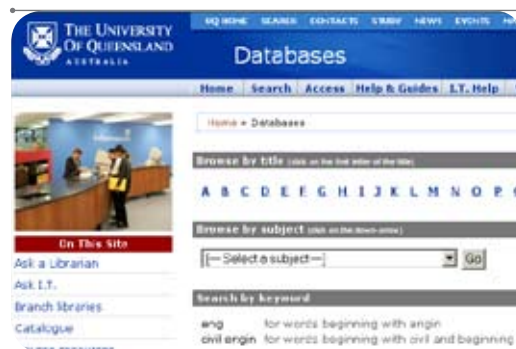 THE UNIVERSITY
OF QUEENSLAND
AUSTRALIA
UQ HOME SEARCH CONTACTS STUDY NEWS EVENTS
Databases
Home Search Access Help & Guides I.T. Help
Home » Databases
Browse by title (click on the first letter of the title)
A B C D E F G H I J K L M N O P
Browse by subject (click on the down arrow)
[— Select a subject —] Go
Search by keyword
eng for words beginning with
civil engin for words beginning with civil and beginning
On This Site
Ask a Librarian
Ask I.T.
Branch libraries
Catalogue